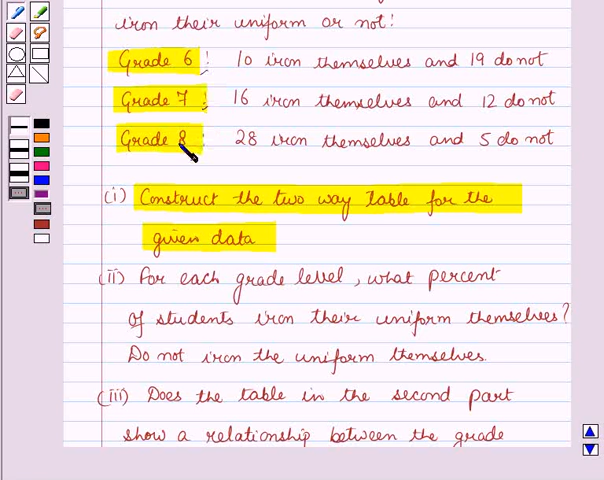 iron their uniform or not!
Grade 6 : 10 iron themselves and 19 do not
Grade 7 : 16 iron themselves and 12 do not
Grade 8 : 28 iron themselves and 5 do not
(i) Construct the two way table for the
given data
(ii) For each grade level, what percent
of students iron their uniform themselves?
Do not iron the uniform themselves.
(iii) Does the table in the second part
show a relationship between the grade